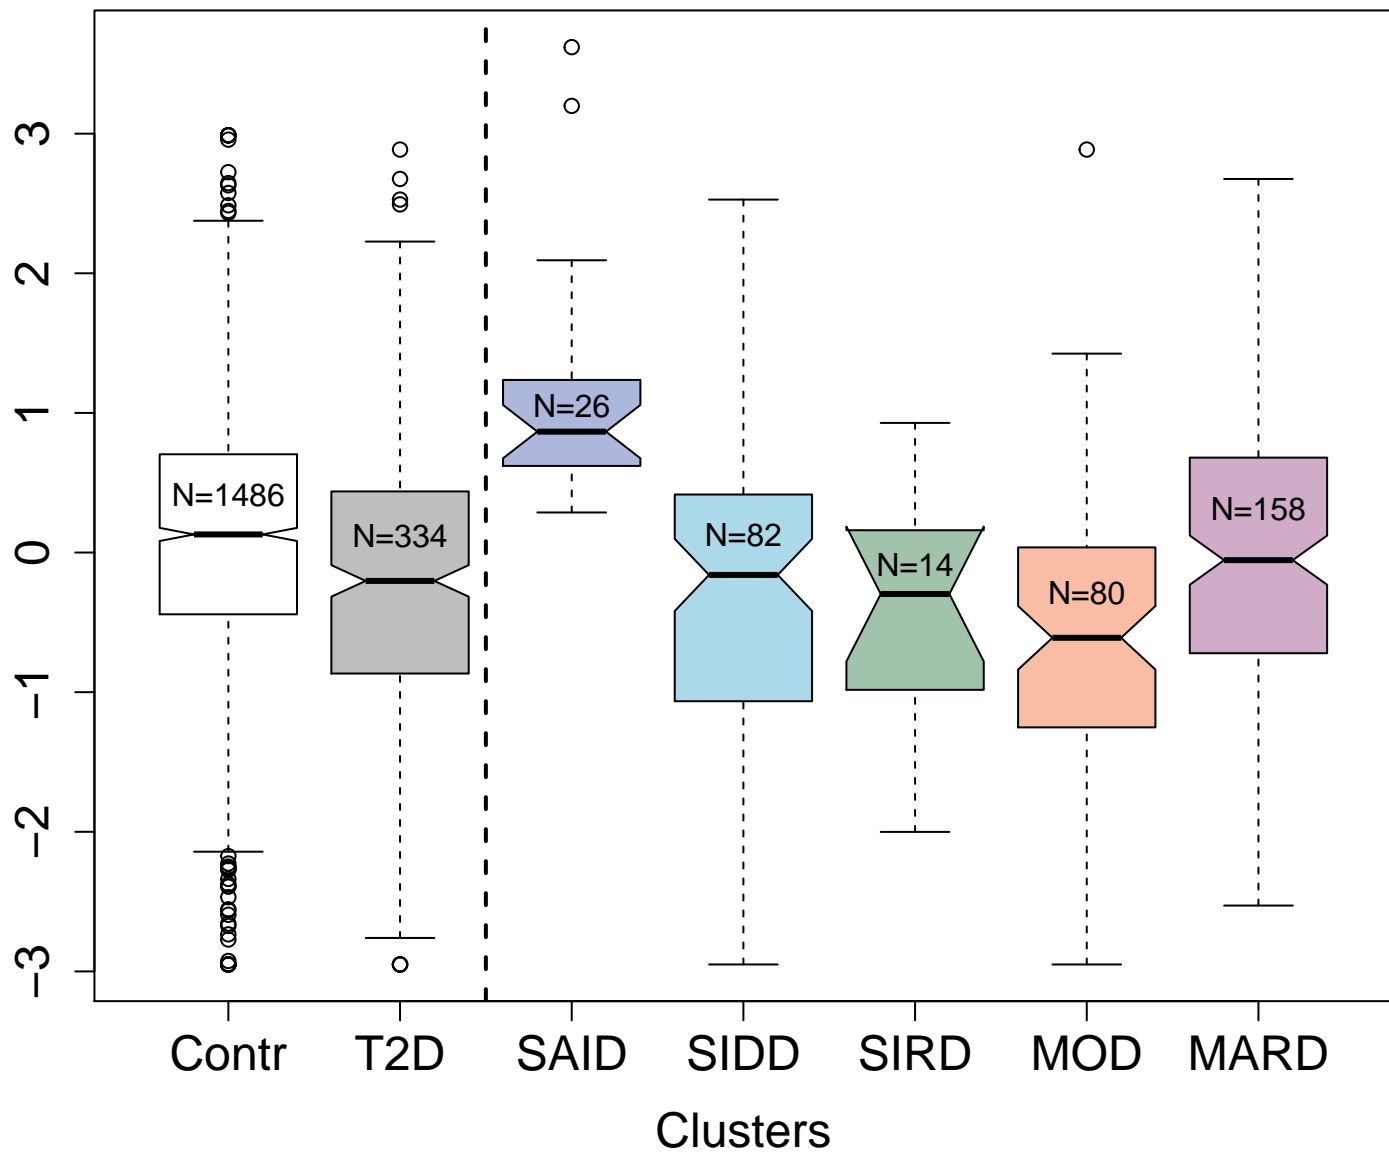 3
2
1
0
−1
−2
−3
N=1486
N=334
N=26
N=82
N=14
N=80
N=158
Contr T2D SAID SIDD SIRD MOD MARD
Clusters